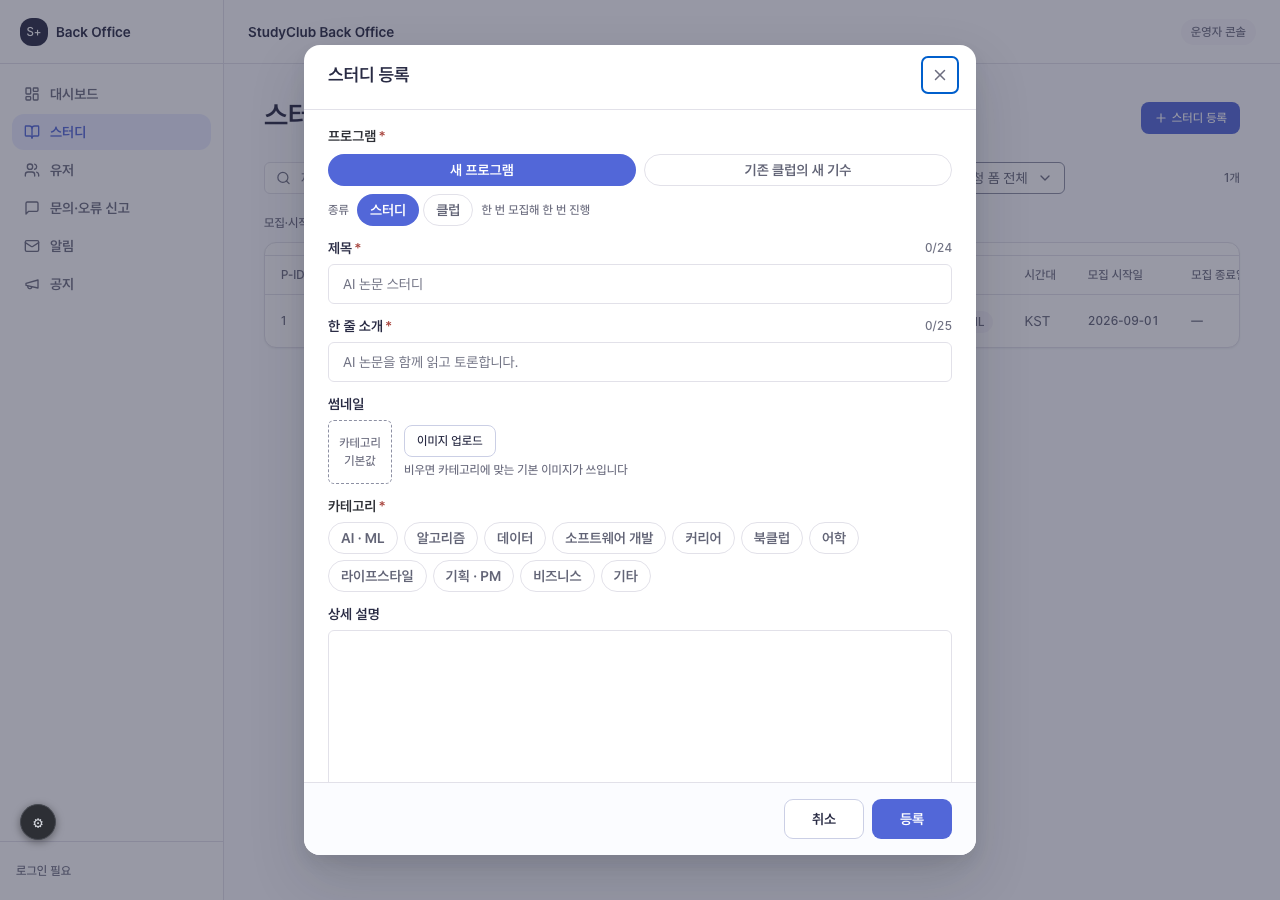 S+ Back Office
StudyClub Back Office
운영자 콘솔
대시보드
스터디
유저
문의·오류 신고
알림
공지
로그인 필요
+ 스터디 등록
폼 전체
1개
모집·시작
P-ID
시간대
모집 시작일
모집 종료일
1
KST
2026-09-01
—
스터디 등록
프로그램 *
새 프로그램
기존 클럽의 새 기수
종류
스터디
클럽
한 번 모집해 한 번 진행
제목 *
0/24
AI 논문 스터디
한 줄 소개 *
0/25
AI 논문을 함께 읽고 토론합니다.
썸네일
카테고리
기본값
이미지 업로드
비우면 카테고리에 맞는 기본 이미지가 쓰입니다
카테고리 *
AI · ML
알고리즘
데이터
소프트웨어 개발
커리어
북클럽
어학
라이프스타일
기획 · PM
비즈니스
기타
상세 설명
취소
등록